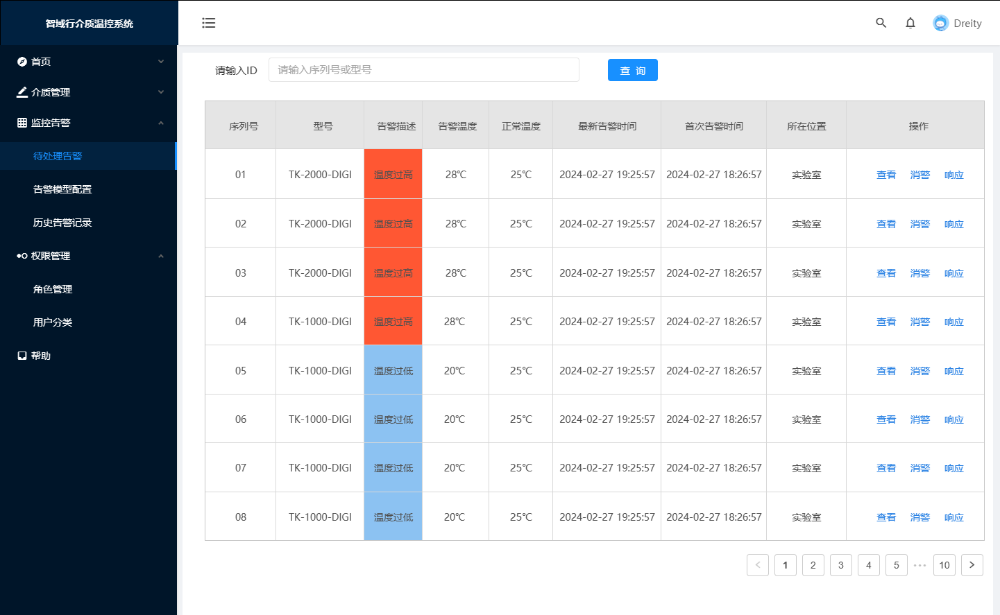 智域行介质温控系统
Dreity
首页
介质管理
监控告警
待处理告警
告警模型配置
历史告警记录
权限管理
角色管理
用户分类
帮助
请输入ID 请输入序列号或型号 查 询
序列号 型号 告警描述 告警温度 正常温度 最新告警时间 首次告警时间 所在位置 操作
01 TK-2000-DIGI 温度过高 28℃ 25℃ 2024-02-27 19:25:57 2024-02-27 18:26:57 实验室 查看 消警 响应
02 TK-2000-DIGI 温度过高 28℃ 25℃ 2024-02-27 19:25:57 2024-02-27 18:26:57 实验室 查看 消警 响应
03 TK-2000-DIGI 温度过高 28℃ 25℃ 2024-02-27 19:25:57 2024-02-27 18:26:57 实验室 查看 消警 响应
04 TK-1000-DIGI 温度过高 28℃ 25℃ 2024-02-27 19:25:57 2024-02-27 18:26:57 实验室 查看 消警 响应
05 TK-1000-DIGI 温度过低 20℃ 25℃ 2024-02-27 19:25:57 2024-02-27 18:26:57 实验室 查看 消警 响应
06 TK-1000-DIGI 温度过低 20℃ 25℃ 2024-02-27 19:25:57 2024-02-27 18:26:57 实验室 查看 消警 响应
07 TK-1000-DIGI 温度过低 20℃ 25℃ 2024-02-27 19:25:57 2024-02-27 18:26:57 实验室 查看 消警 响应
08 TK-1000-DIGI 温度过低 20℃ 25℃ 2024-02-27 19:25:57 2024-02-27 18:26:57 实验室 查看 消警 响应
< 1 2 3 4 5 ··· 10 >